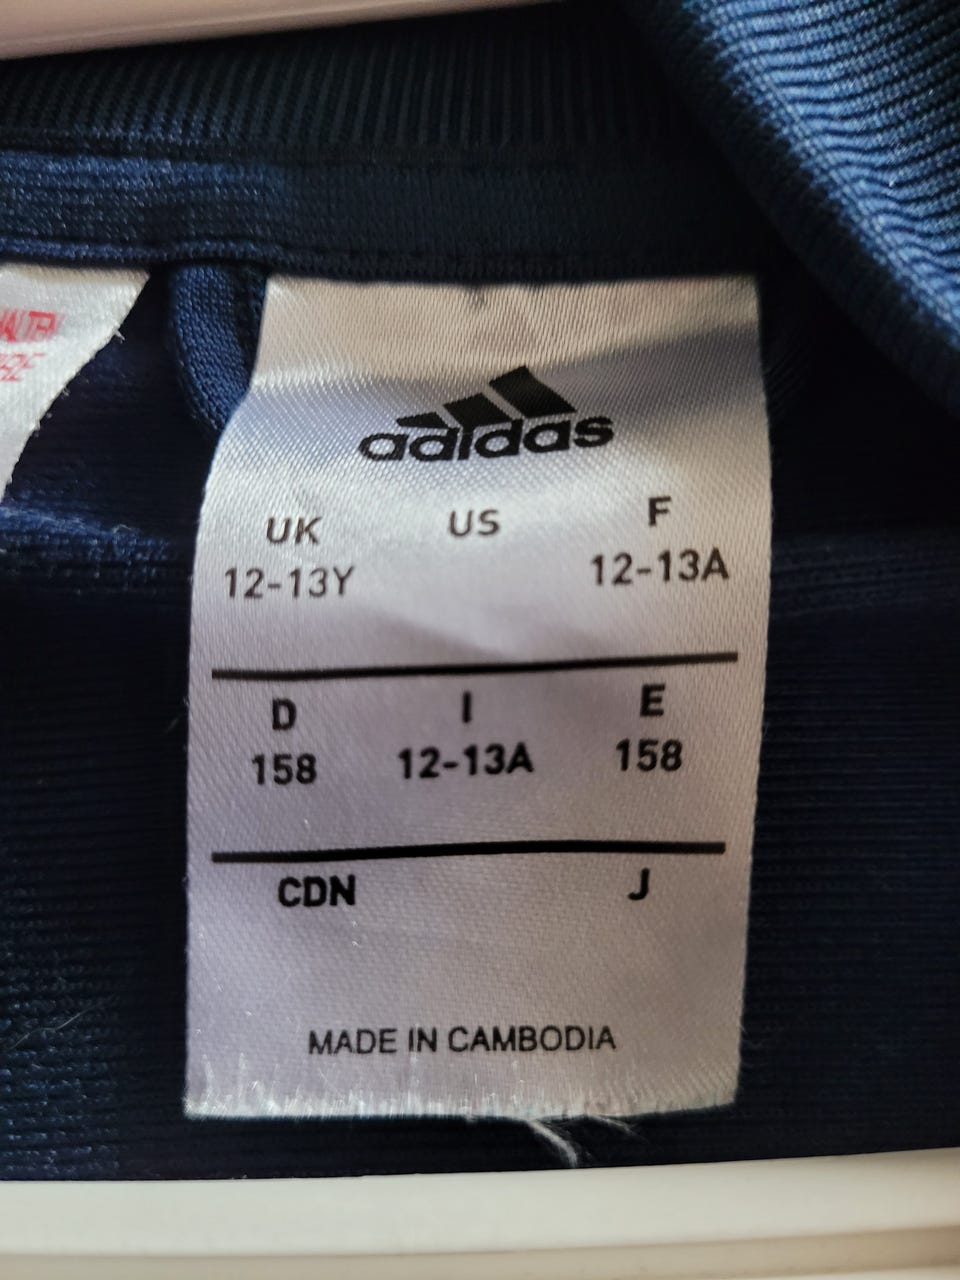 adidas
UK US F
12-13Y 12-13A
D I E
158 12-13A 158
CDN J
MADE IN CAMBODIA